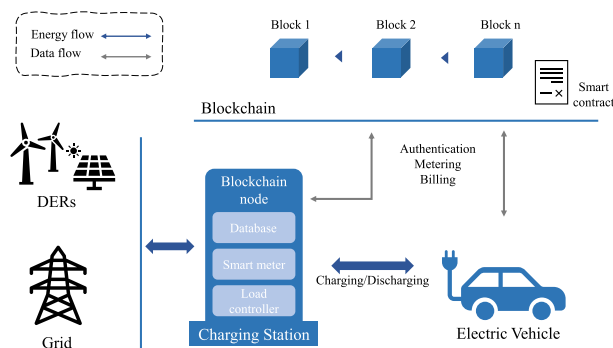 Energy flow
Data flow
Block 1
Block 2
Block n
Smart
contract
Blockchain
Authentication
Metering
Billing
DERs
Blockchain
node
Database
Smart meter
Load
controller
Charging Station
Charging/Discharging
Grid
Electric Vehicle